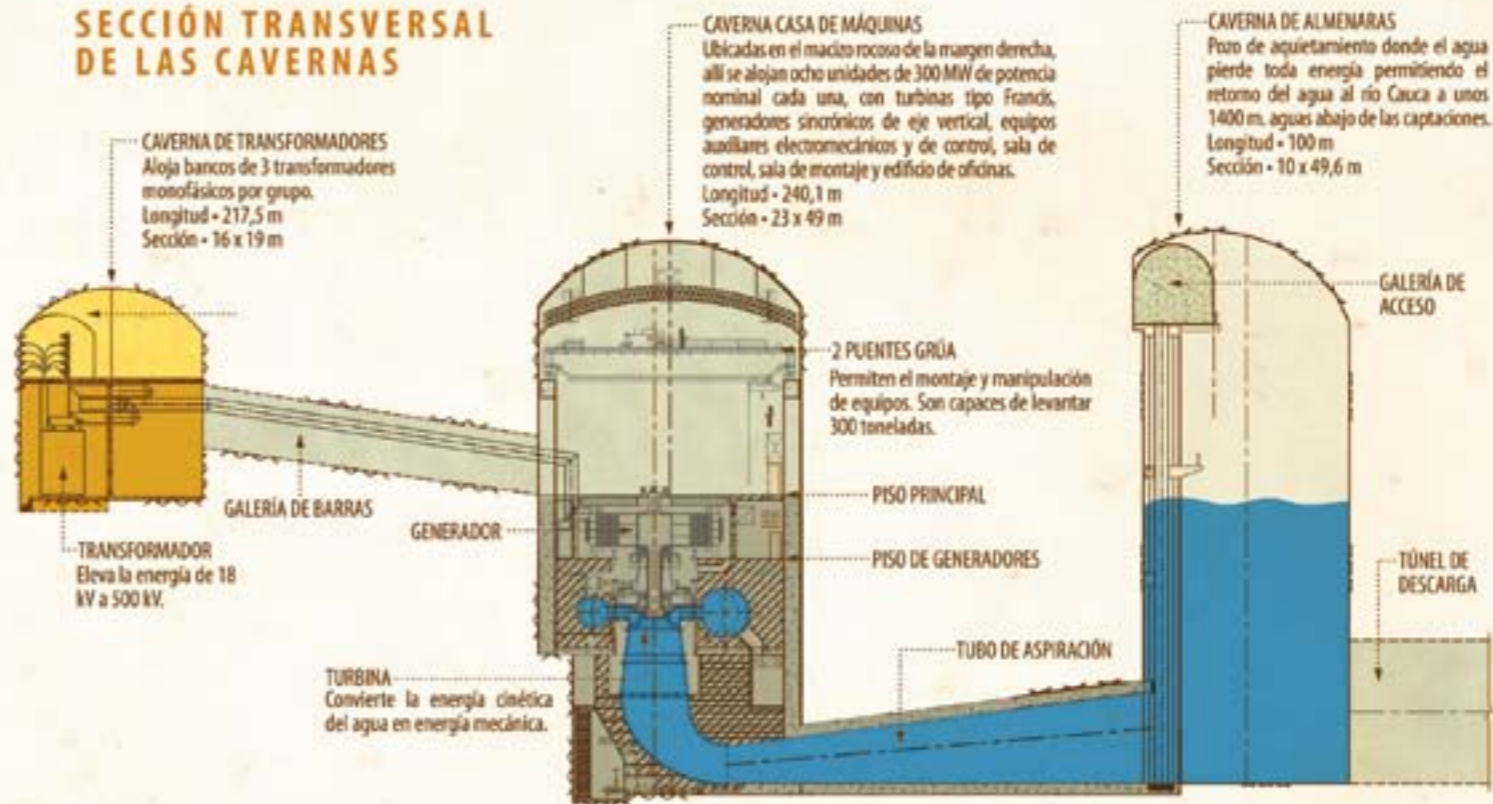 SECCIÓN TRANSVERSAL
DE LAS CAVERNAS
CAVERNA DE TRANSFORMADORES
Aloja bancos de 3 transformadores
monofásicos por grupo.
Longitud • 217,5 m
Sección • 16 x 19 m
CAVERNA CASA DE MÁQUINAS
Ubicadas en el macizo rocoso de la margen derecha,
allí se alojan ocho unidades de 300 MW de potencia
nominal cada una, con turbinas tipo Francis,
generadores sincrónicos de eje vertical, equipos
auxiliares electromecánicos y de control, sala de
control, sala de montaje y edificio de oficinas.
Longitud • 240,1 m
Sección • 23 x 49 m
CAVERNA DE ALMENARAS
Pozo de aquietamiento donde el agua
pierde toda energía permitiendo el
retorno del agua al río Cauca a unos
1400 m. aguas abajo de las captaciones.
Longitud • 100 m
Sección • 10 x 49,6 m
GALERÍA DE
ACCESO
2 PUENTES GRÚA
Permiten el montaje y manipulación
de equipos. Son capaces de levantar
300 toneladas.
PISO PRINCIPAL
GALERÍA DE BARRAS
GENERADOR
TRANSFORMADOR
Eleva la energía de 18
kV a 500 kV.
PISO DE GENERADORES
TÚNEL DE
DESCARGA
TUBO DE ASPIRACIÓN
TURBINA
Convierte la energía cinética
del agua en energía mecánica.